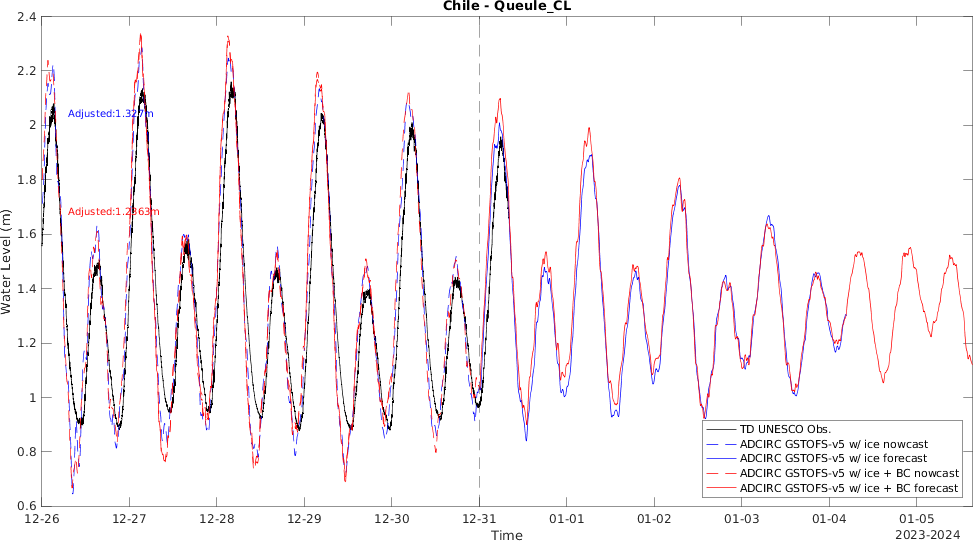 Chile - Queule_CL
2.4
2.2
2
1.8
1.6
1.4
1.2
1
0.8
0.6
Water Level (m)
Adjusted:1.327m
Adjusted:1.2363m
TD UNESCO Obs.
ADCIRC GSTOFS-v5 w/ ice nowcast
ADCIRC GSTOFS-v5 w/ ice forecast
ADCIRC GSTOFS-v5 w/ ice + BC nowcast
ADCIRC GSTOFS-v5 w/ ice + BC forecast
12-26 12-27 12-28 12-29 12-30 12-31 01-01 01-02 01-03 01-04 01-05
Time
2023-2024